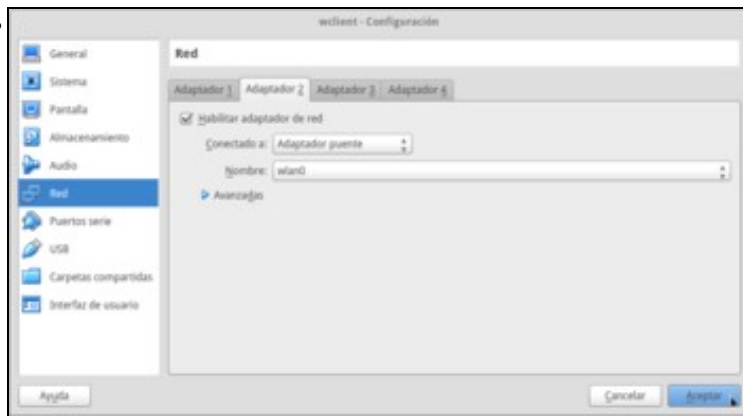 wclient - Configuración
General
Sistema
Pantalla
Almacenamiento
Audio
Red
Puertos serie
USB
Carpetas compartidas
Interfaz de usuario
Red
Adaptador 1 Adaptador 2 Adaptador 3 Adaptador 4
Habilitar adaptador de red
Conectado a: Adaptador puente
Nombre: wlan0
Avanzadas
Ayuda
Cancelar
Aceptar